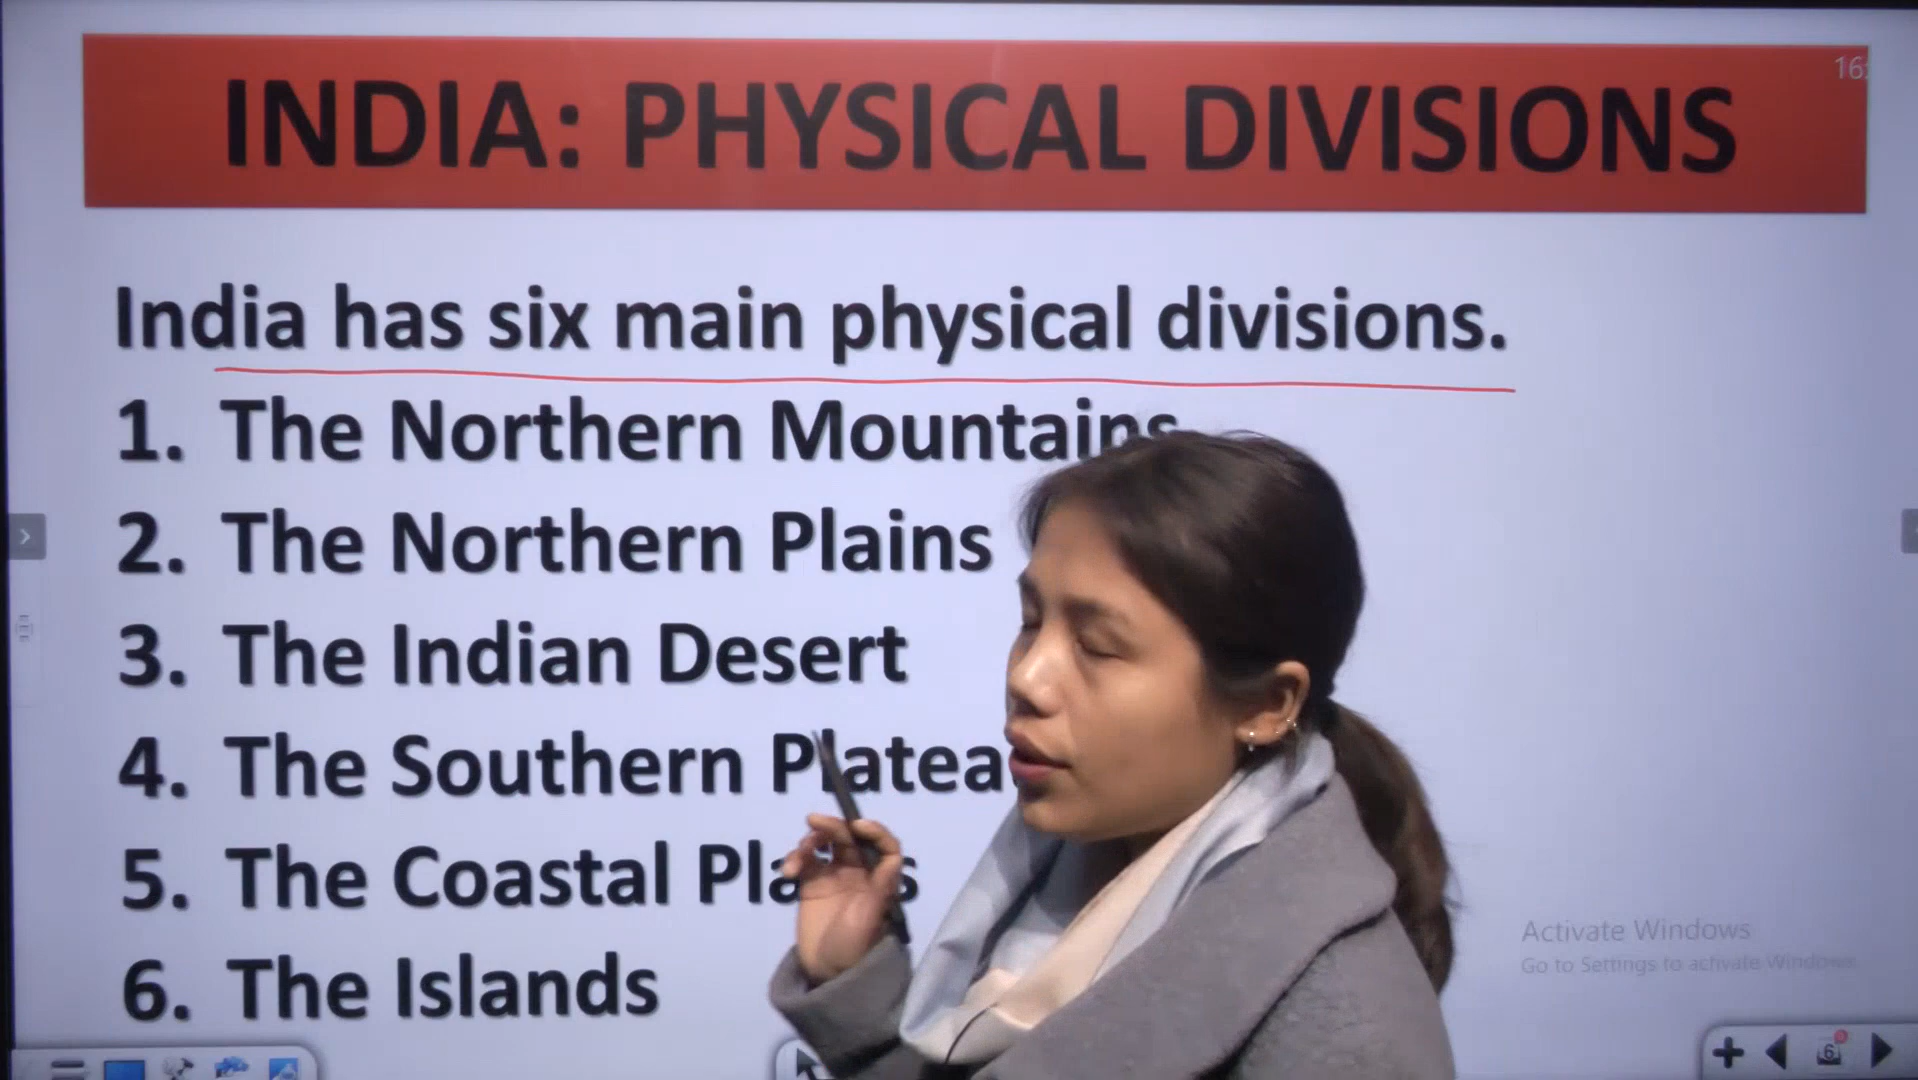 INDIA: PHYSICAL DIVISIONS
16:
India has six main physical divisions.
1. The Northern Mountains
2. The Northern Plains
3. The Indian Desert
4. The Southern
5. The Coastal
6. The Islands
Activate Windows
Go to Settings to activate Windows.
6